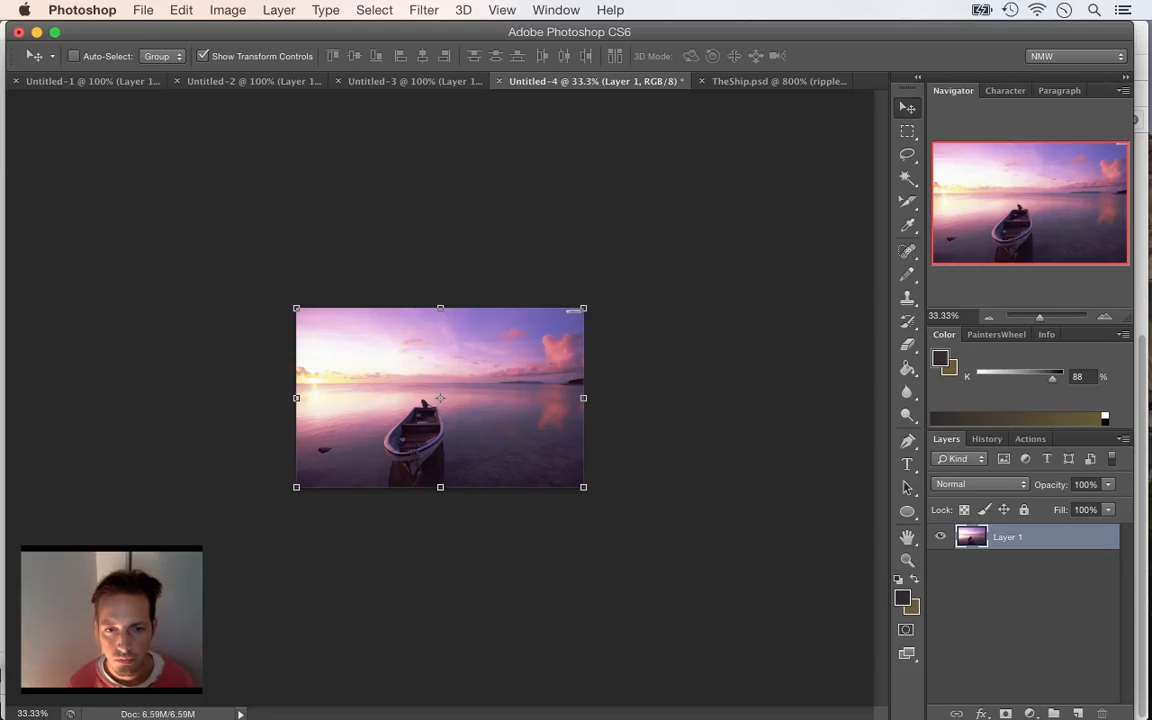 Photoshop File Edit Image Layer Type Select Filter 3D View Window Help
Adobe Photoshop CS6
Auto-Select: Group Show Transform Controls 3D Mode: NMW
Untitled-1 @ 100% (Layer 1... Untitled-2 @ 100% (Layer 1... Untitled-3 @ 100% (Layer 1... Untitled-4 @ 33.3% (Layer 1, RGB/8) * TheShip.psd @ 800% (ripple...
Navigator Character Paragraph
33.33%
Color PaintersWheel Info
K 88 %
Layers History Actions
Kind
Normal Opacity: 100%
Lock: Fill: 100%
Layer 1
33.33% Doc: 6.59M/6.59M